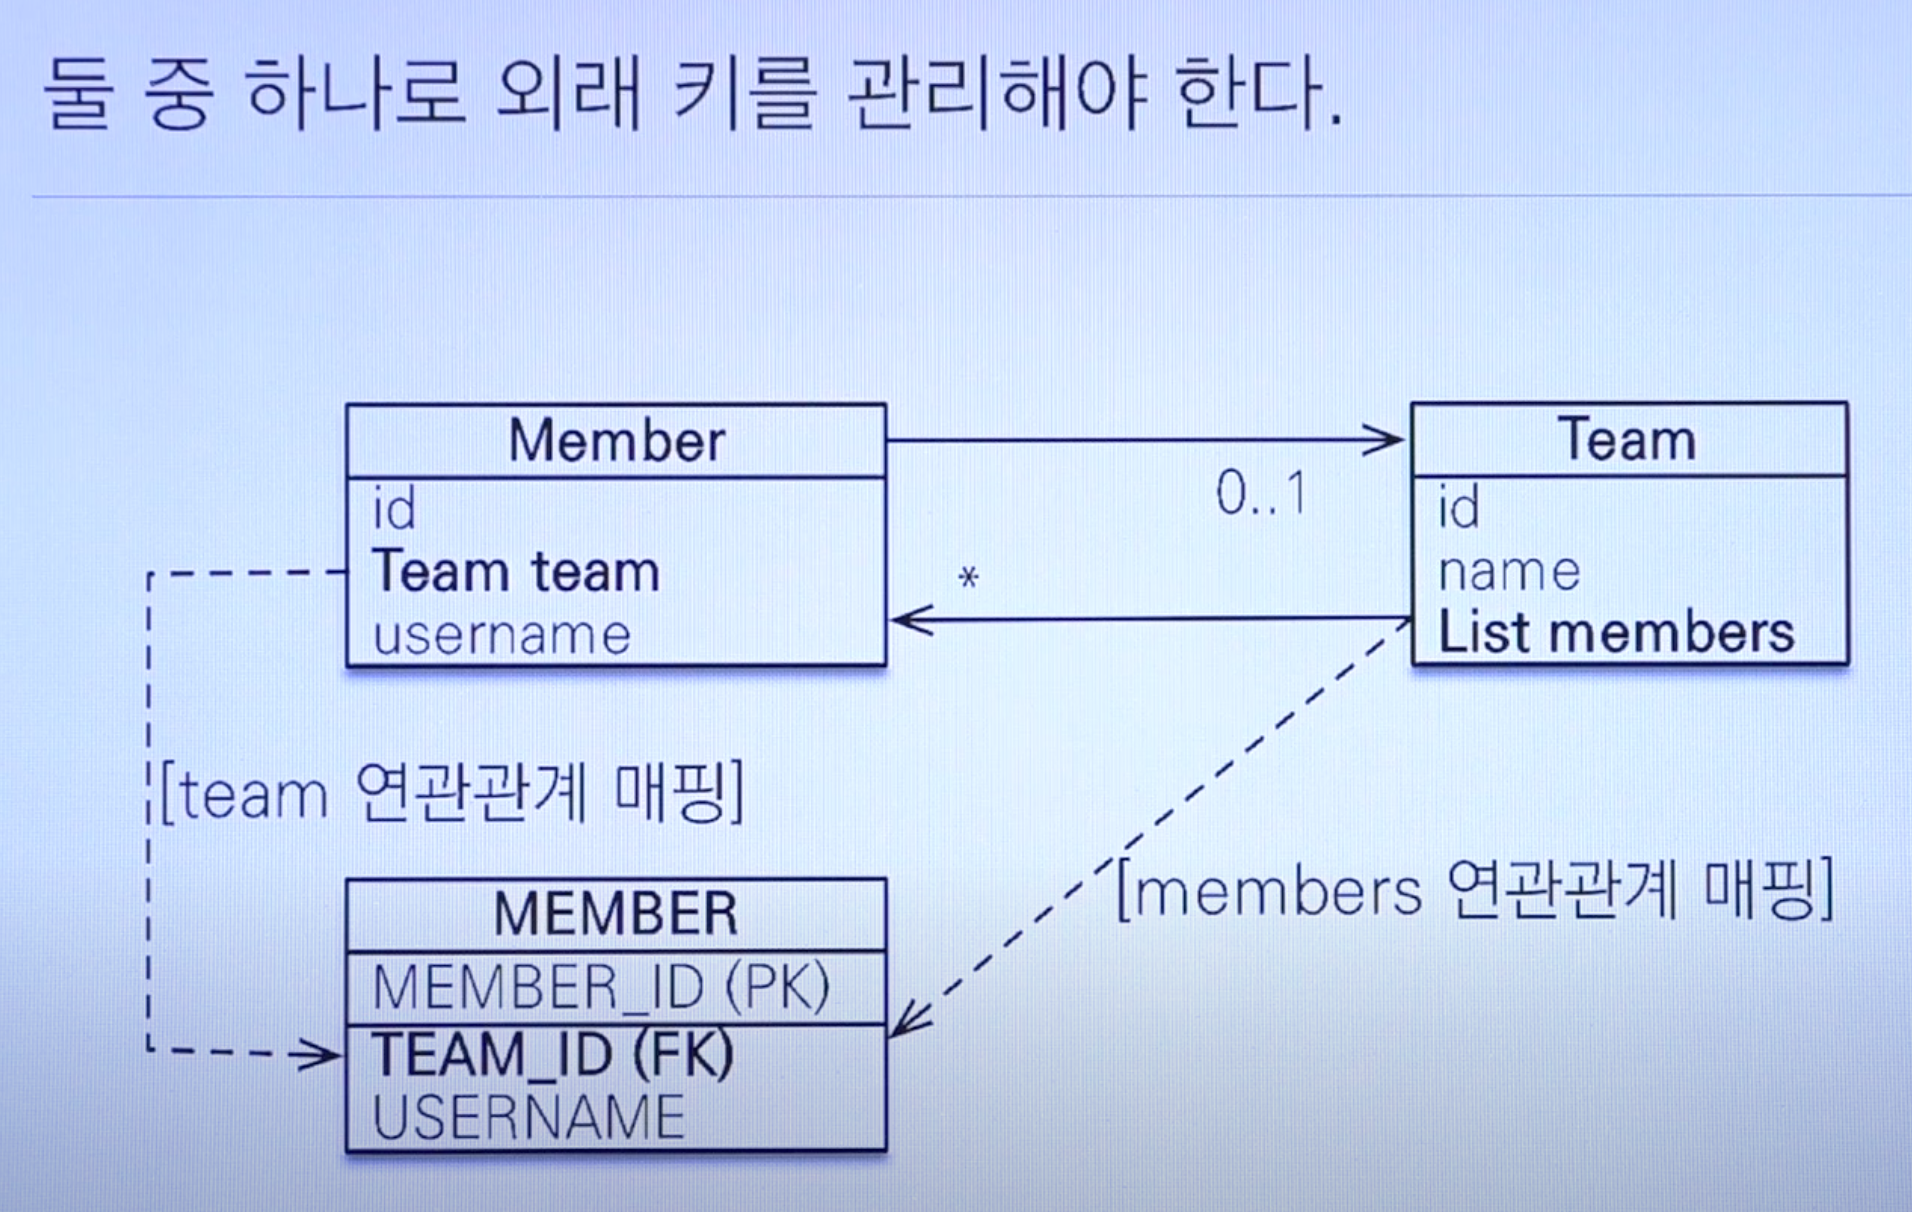 둘 중 하나로 외래 키를 관리해야 한다.
Member
id
Team team
username
0..1
*
Team
id
name
List members
[team 연관관계 매핑]
[members 연관관계 매핑]
MEMBER
MEMBER_ID (PK)
TEAM_ID (FK)
USERNAME